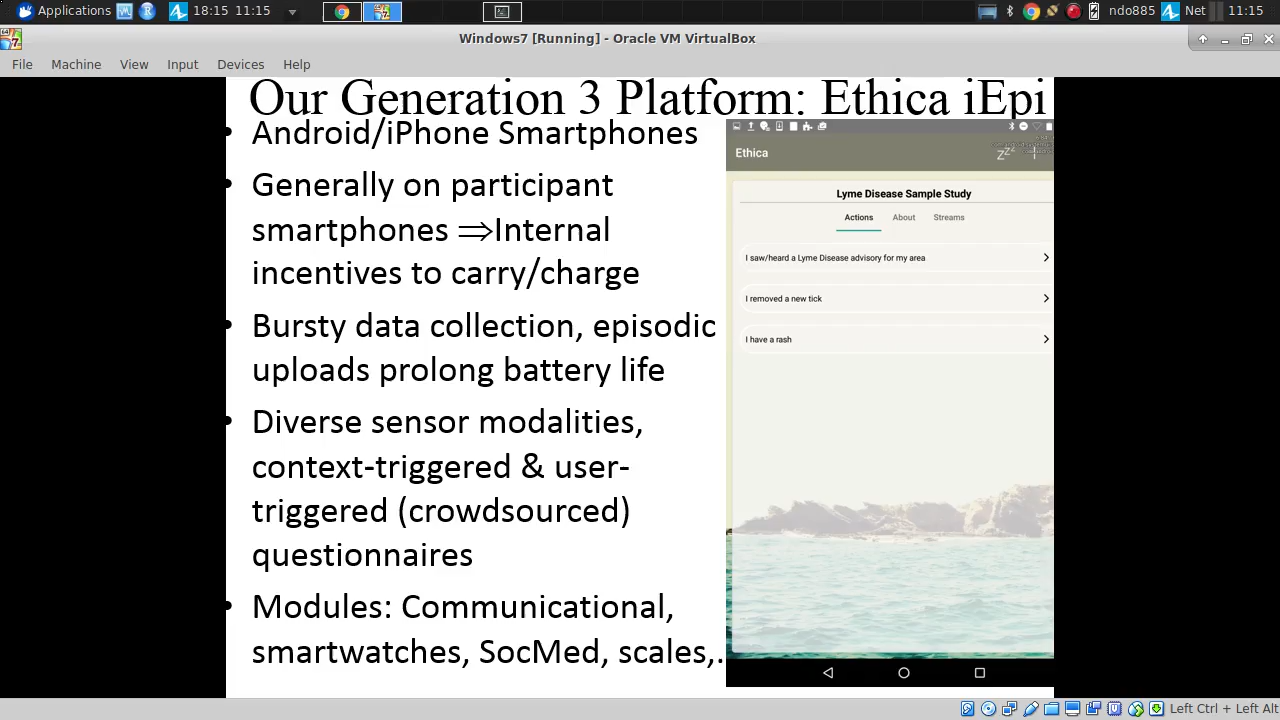 Applications
18:15 11:15
ndo885
Net
11:15
Windows7 [Running] - Oracle VM VirtualBox
File Machine View Input Devices Help
Our Generation 3 Platform: Ethica iEpi
• Android/iPhone Smartphones
• Generally on participant
smartphones ⇒Internal
incentives to carry/charge
• Bursty data collection, episodic
uploads prolong battery life
• Diverse sensor modalities,
context-triggered & user-
triggered (crowdsourced)
questionnaires
• Modules: Communicational,
smartwatches, SocMed, scales,.
Ethica
Lyme Disease Sample Study
Actions About Streams
I saw/heard a Lyme Disease advisory for my area
I removed a new tick
I have a rash
Left Ctrl + Left Alt